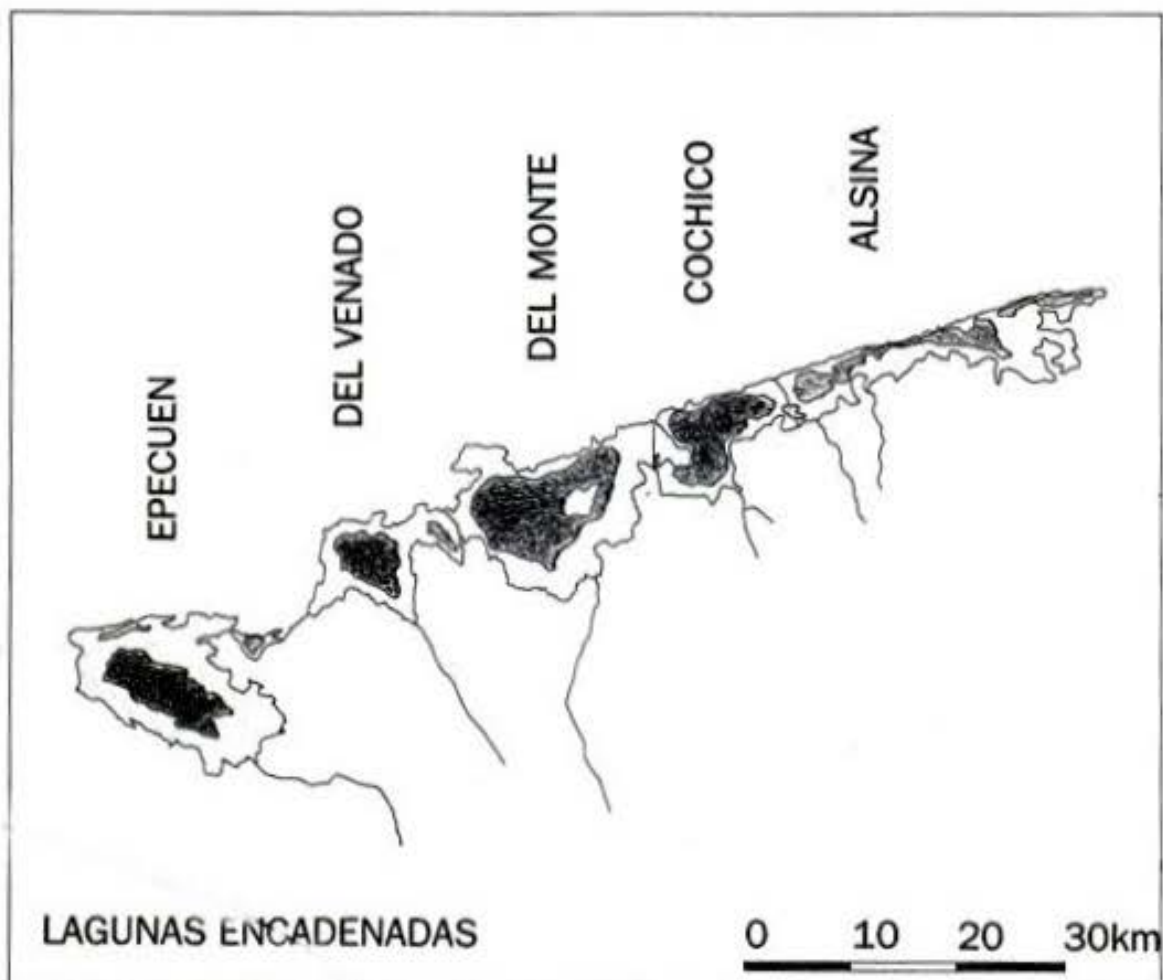 ALSINA
COCHICO
DEL MONTE
DEL VENADO
EPECUEN
LAGUNAS ENCADENADAS
0 10 20 30km